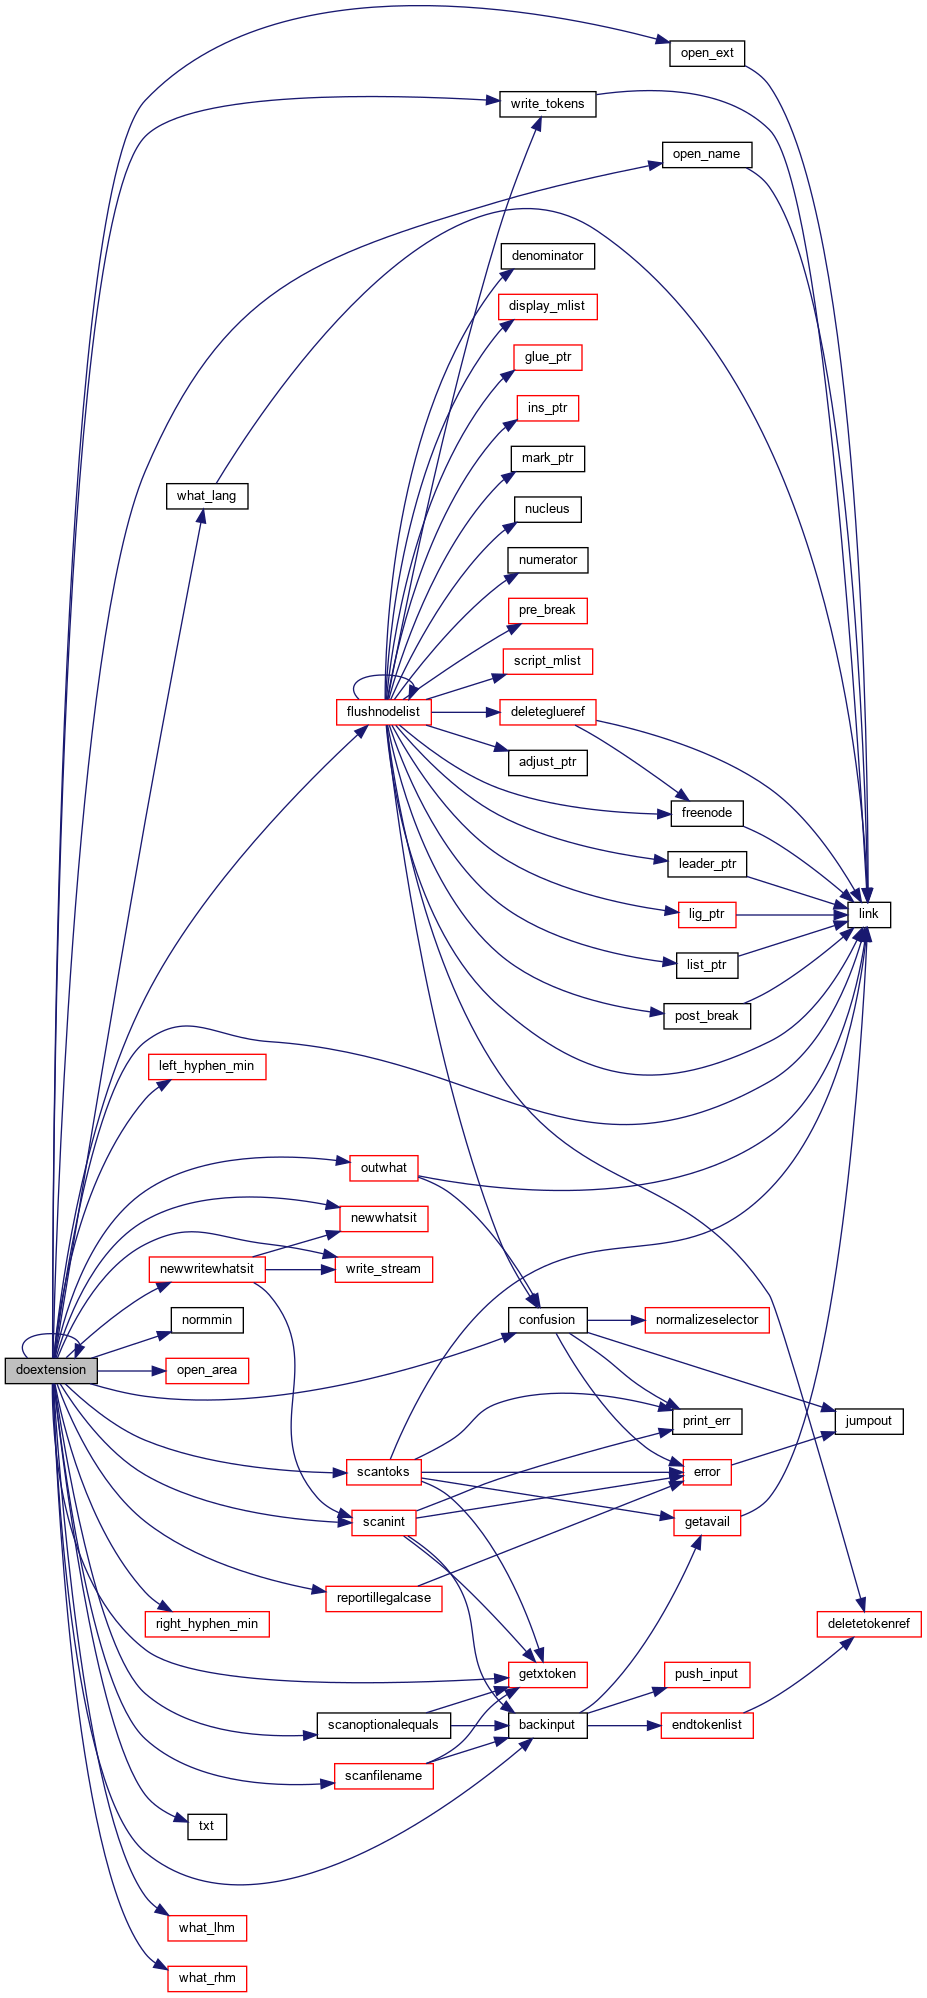 open_ext
write_tokens
open_name
denominator
display_mlist
glue_ptr
ins_ptr
mark_ptr
what_lang
nucleus
numerator
pre_break
script_mlist
flushnodelist
deleteglueref
adjust_ptr
freenode
leader_ptr
lig_ptr
link
list_ptr
post_break
left_hyphen_min
outwhat
newwhatsit
newwritewhatsit
write_stream
normmin
confusion
normalizeselector
doextension
open_area
print_err
jumpout
scantoks
error
scanint
getavail
reportillegalcase
right_hyphen_min
deletetokenref
getxtoken
push_input
scanoptionalequals
backinput
endtokenlist
scanfilename
txt
what_lhm
what_rhm